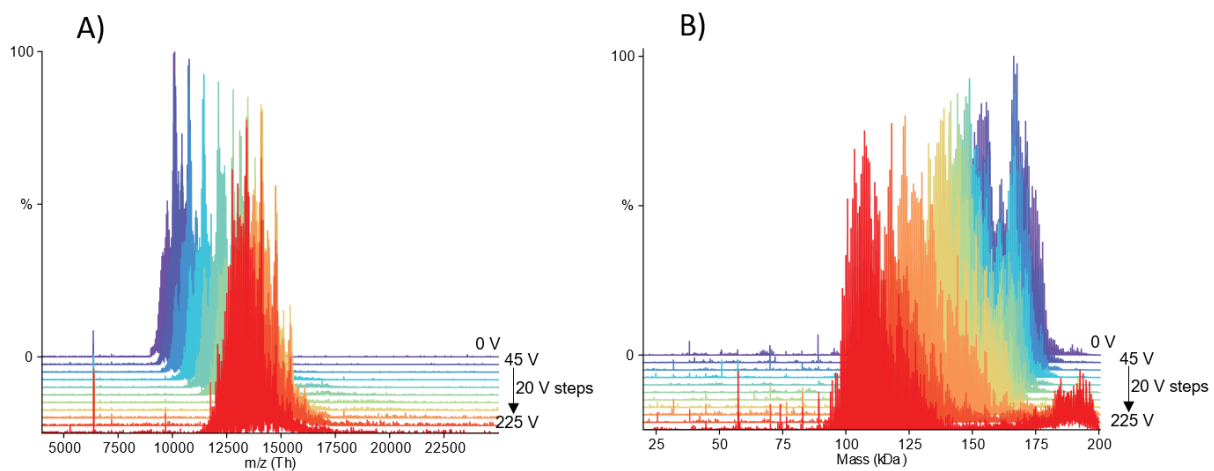 A)
100
%
0
0 V
45 V
20 V steps
225 V
5000 7500 10000 12500 15000 17500 20000 22500
m/z (Th)
B)
100
%
0
0 V
45 V
20 V steps
225 V
25 50 75 100 125 150 175 200
Mass (kDa)